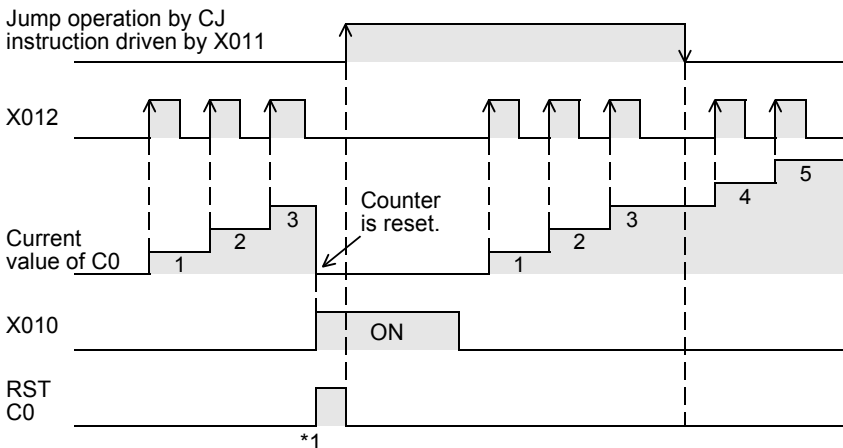 Jump operation by CJ
instruction driven by X011
X012
Current
value of C0
1
2
3
Counter
is reset.
1
2
3
4
5
X010
ON
RST
C0
*1